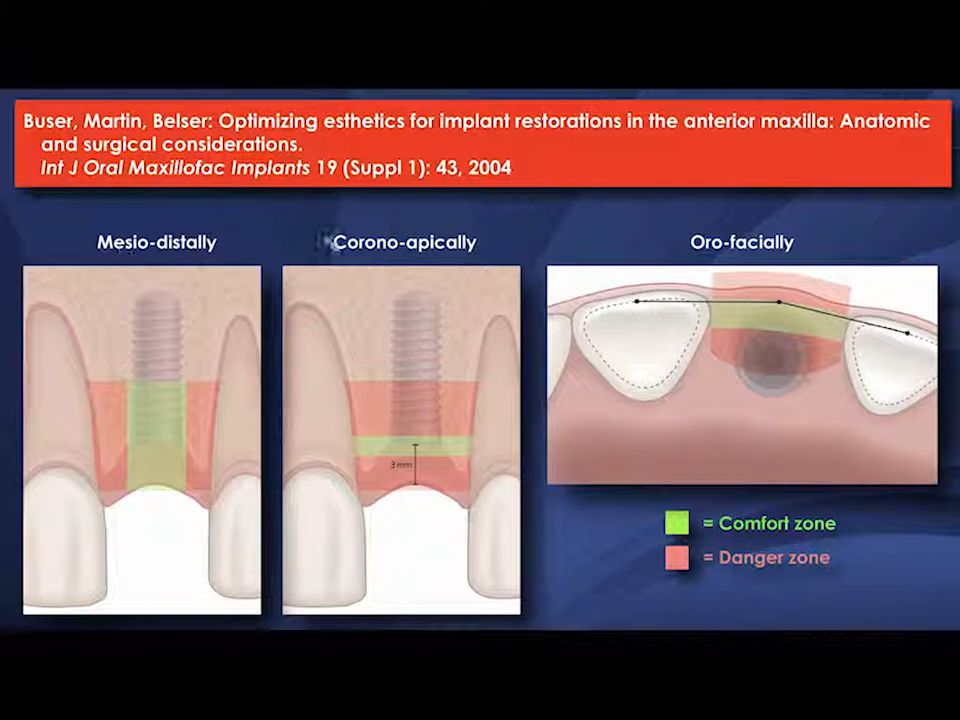 Buser, Martin, Belser: Optimizing esthetics for implant restorations in the anterior maxilla: Anatomic
and surgical considerations.
Int J Oral Maxillofac Implants 19 (Suppl 1): 43, 2004
Mesio-distally
Corono-apically
Oro-facially
3 mm
= Comfort zone
= Danger zone